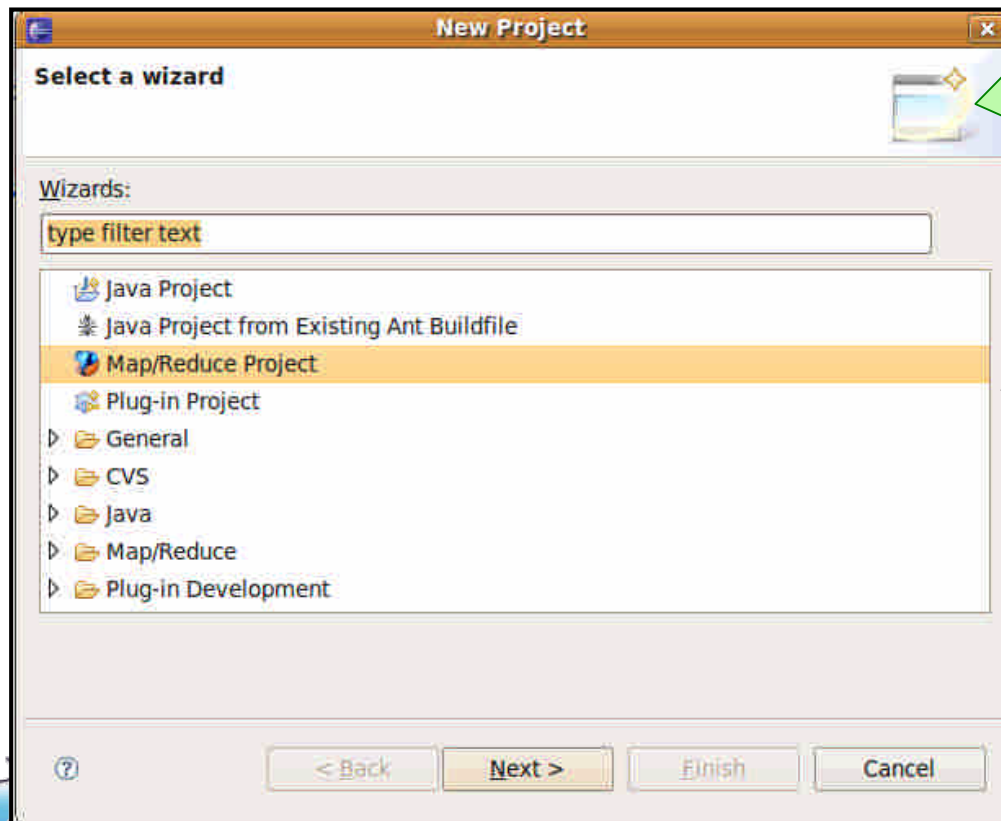 New Project
Select a wizard
Wizards:
type filter text
Java Project
Java Project from Existing Ant Buildfile
Map/Reduce Project
Plug-in Project
General
CVS
Java
Map/Reduce
Plug-in Development
< Back Next > Finish Cancel